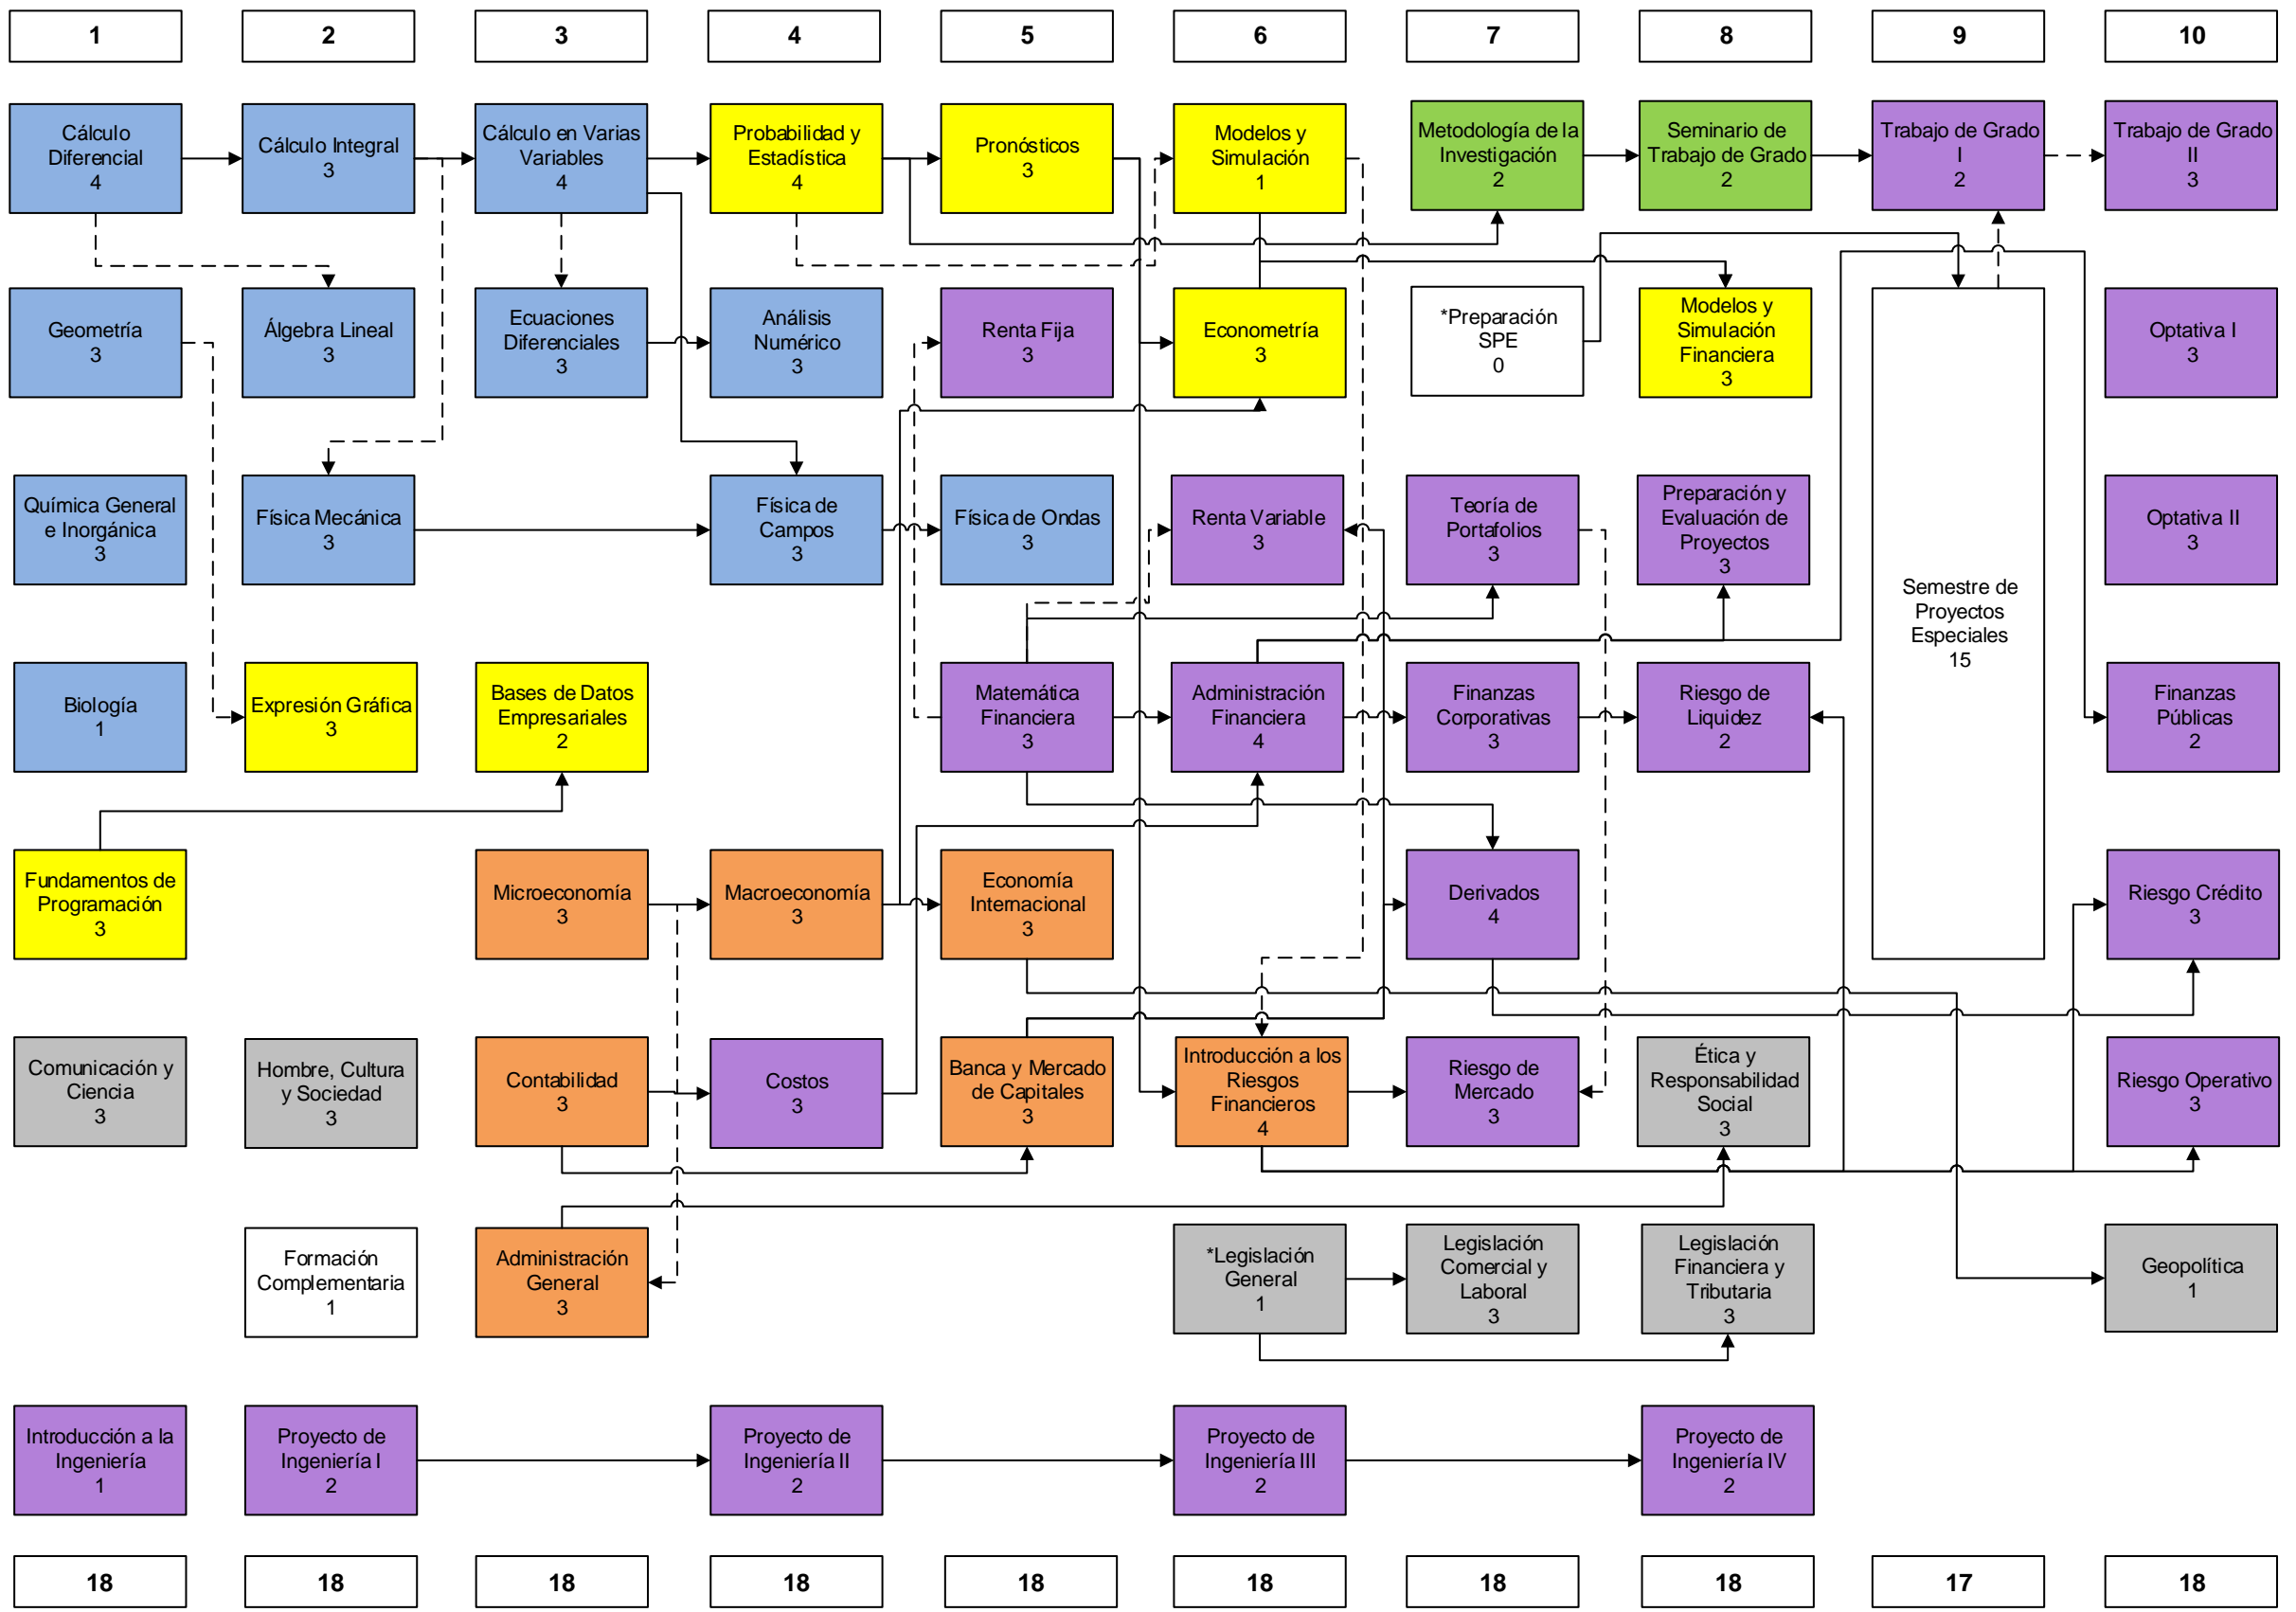 1
2
3
4
5
6
7
8
9
10
Cálculo
Diferencial
4
Cálculo Integral
3
Cálculo en Varias
Variables
4
Probabilidad y
Estadística
4
Pronósticos
3
Modelos y
Simulación
1
Metodología de la
Investigación
2
Seminario de
Trabajo de Grado
2
Trabajo de Grado
I
2
Trabajo de Grado
II
3
Geometría
3
Álgebra Lineal
3
Ecuaciones
Diferenciales
3
Análisis
Numérico
3
Renta Fija
3
Econometría
3
*Preparación
SPE
0
Modelos y
Simulación
Financiera
3
Optativa I
3
Química General
e Inorgánica
3
Física Mecánica
3
Física de
Campos
3
Física de Ondas
3
Renta Variable
3
Teoría de
Portafolios
3
Preparación y
Evaluación de
Proyectos
3
Semestre de
Proyectos
Especiales
15
Optativa II
3
Biología
1
Expresión Gráfica
3
Bases de Datos
Empresariales
2
Matemática
Financiera
3
Administración
Financiera
4
Finanzas
Corporativas
3
Riesgo de
Liquidez
2
Finanzas
Públicas
2
Fundamentos de
Programación
3
Microeconomía
3
Macroeconomía
3
Economía
Internacional
3
Derivados
4
Riesgo Crédito
3
Comunicación y
Ciencia
3
Hombre, Cultura
y Sociedad
3
Contabilidad
3
Costos
3
Banca y Mercado
de Capitales
3
Introducción a los
Riesgos
Financieros
4
Riesgo de
Mercado
3
Ética y
Responsabilidad
Social
3
Riesgo Operativo
3
Formación
Complementaria
1
Administración
General
3
*Legislación
General
1
Legislación
Comercial y
Laboral
3
Legislación
Financiera y
Tributaria
3
Geopolítica
1
Introducción a la
Ingeniería
1
Proyecto de
Ingeniería I
2
Proyecto de
Ingeniería II
2
Proyecto de
Ingeniería III
2
Proyecto de
Ingeniería IV
2
18
18
18
18
18
18
18
18
17
18